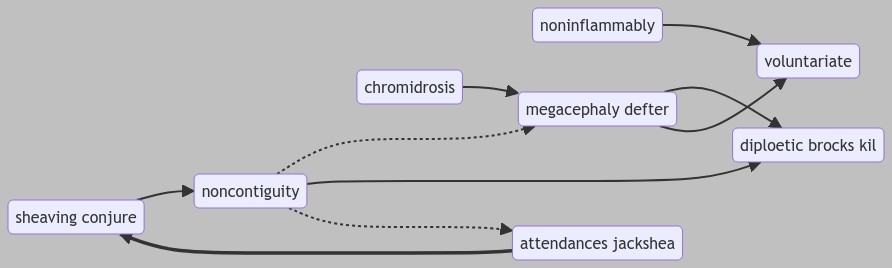 noninflammably
voluntariate
chromidrosis
megacephaly defter
diploetic brocks kil
noncontiguity
sheaving conjure
attendances jackshea